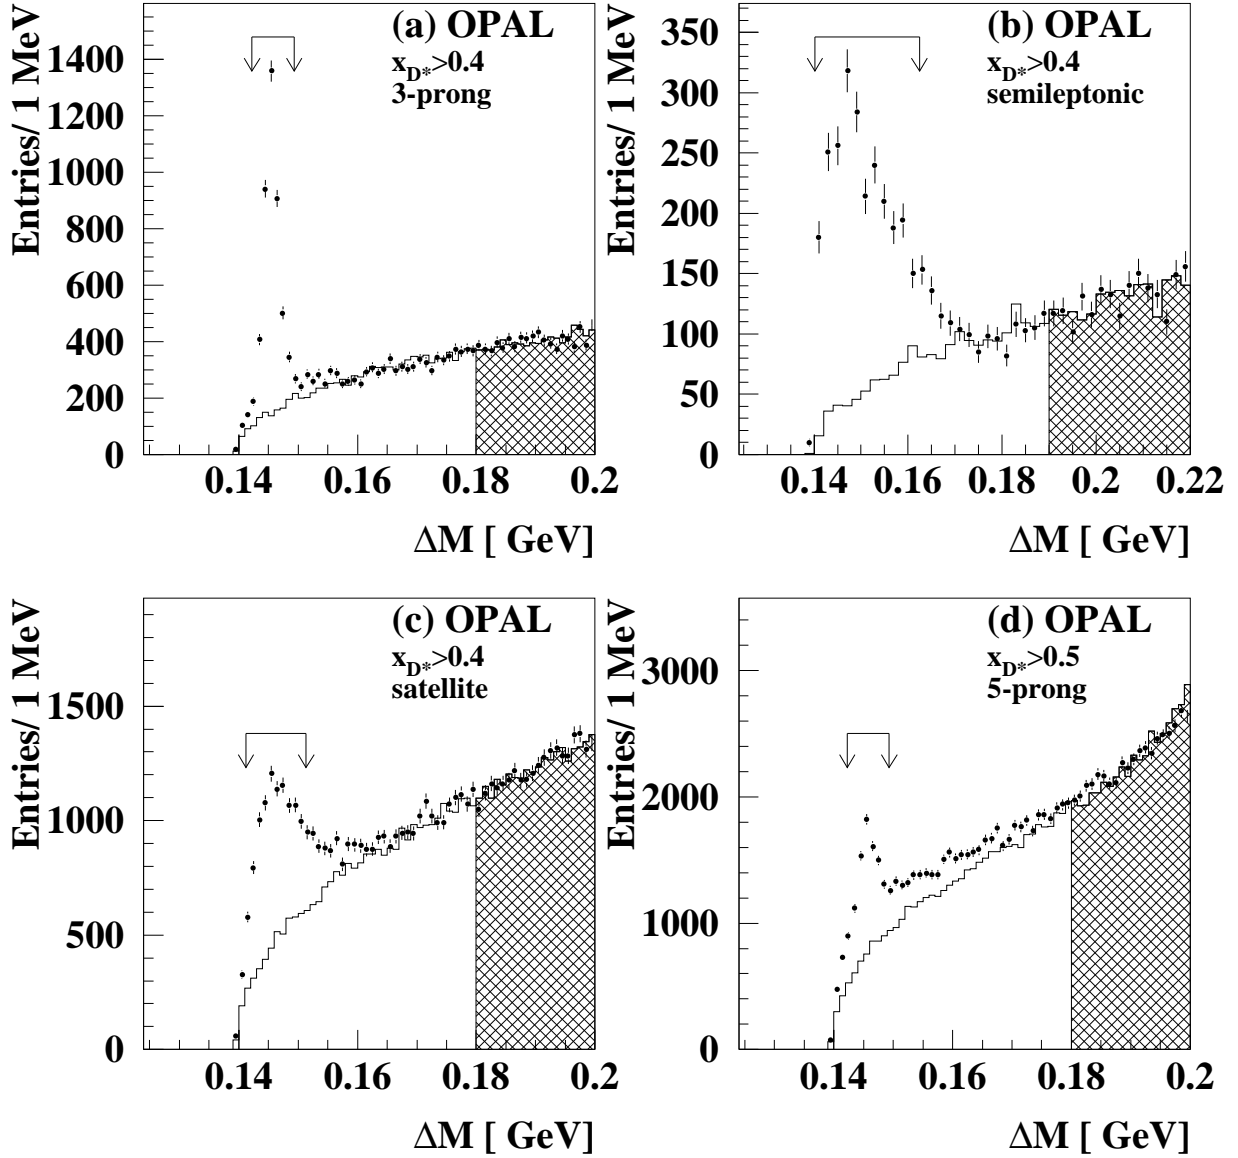 (a) OPAL
x_D*>0.4
3-prong
Entries/ 1 MeV
1400
1200
1000
800
600
400
200
0
0.14 0.16 0.18 0.2
ΔM [ GeV]
(b) OPAL
x_D*>0.4
semileptonic
Entries/ 1 MeV
350
300
250
200
150
100
50
0
0.14 0.16 0.18 0.2 0.22
ΔM [ GeV]
(c) OPAL
x_D*>0.4
satellite
Entries/ 1 MeV
1500
1000
500
0
0.14 0.16 0.18 0.2
ΔM [ GeV]
(d) OPAL
x_D*>0.5
5-prong
Entries/ 1 MeV
3000
2000
1000
0
0.14 0.16 0.18 0.2
ΔM [ GeV]